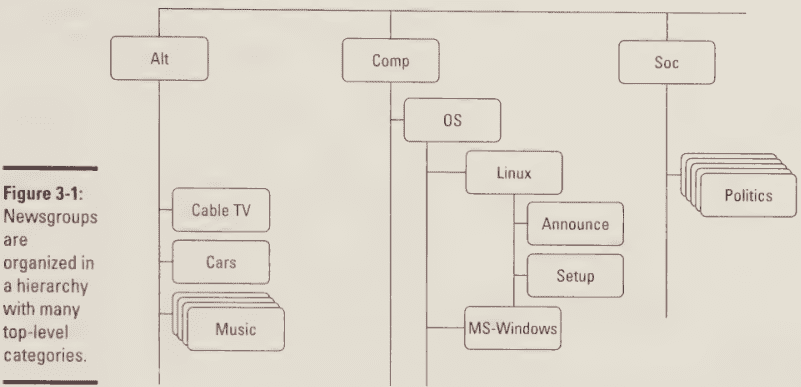 Alt
Comp
Soc
OS
Linux
Politics
Cable TV
Announce
Cars
Setup
Music
MS-Windows
Figure 3-1:
Newsgroups
are
organized in
a hierarchy
with many
top-level
categories.